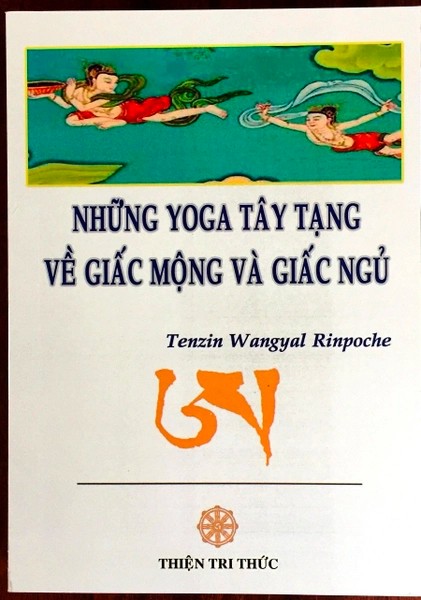 NHỮNG YOGA TÂY TẠNG
VỀ GIẤC MỘNG VÀ GIẤC NGỦ
Tenzin Wangyal Rinpoche
ཨ
THIỆN TRI THỨC